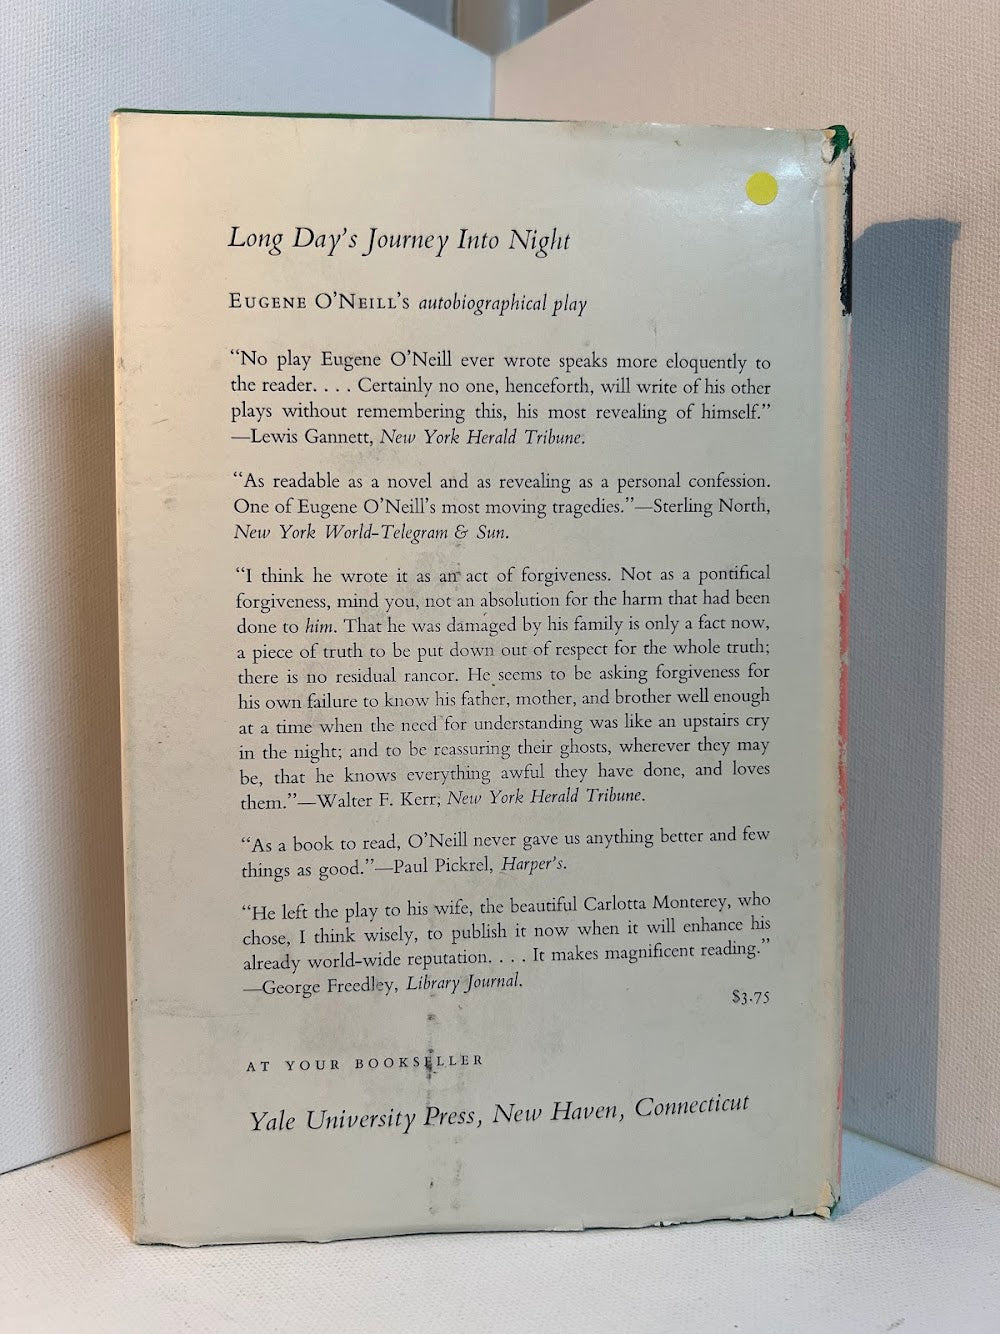 Long Day's Journey Into Night
EUGENE O'NEILL'S autobiographical play
“No play Eugene O'Neill ever wrote speaks more eloquently to
the reader. . . . Certainly no one, henceforth, will write of his other
plays without remembering this, his most revealing of himself.”
—Lewis Gannett, New York Herald Tribune.
“As readable as a novel and as revealing as a personal confession.
One of Eugene O'Neill's most moving tragedies.”—Sterling North,
New York World-Telegram & Sun.
“I think he wrote it as an act of forgiveness. Not as a pontifical
forgiveness, mind you, not an absolution for the harm that had been
done to him. That he was damaged by his family is only a fact now,
a piece of truth to be put down out of respect for the whole truth;
there is no residual rancor. He seems to be asking forgiveness for
his own failure to know his father, mother, and brother well enough
at a time when the need for understanding was like an upstairs cry
in the night; and to be reassuring their ghosts, wherever they may
be, that he knows everything awful they have done, and loves
them.”—Walter F. Kerr, New York Herald Tribune.
“As a book to read, O'Neill never gave us anything better and few
things as good.”—Paul Pickrel, Harper's.
“He left the play to his wife, the beautiful Carlotta Monterey, who
chose, I think wisely, to publish it now when it will enhance his
already world-wide reputation. . . . It makes magnificent reading.”
—George Freedley, Library Journal.
$3.75
AT YOUR BOOKSELLER
Yale University Press, New Haven, Connecticut